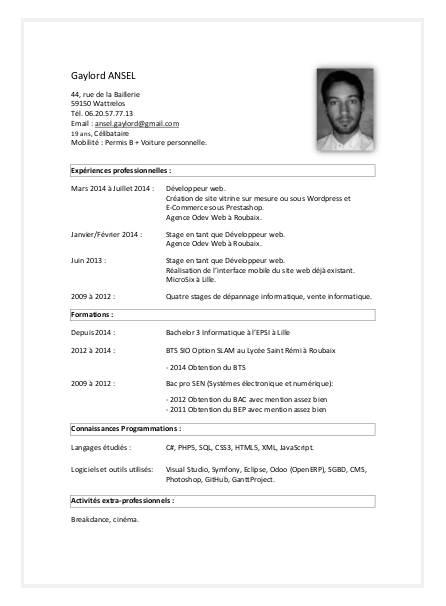 Gaylord ANSEL
44, rue de la Baillerie
59150 Wattrelos
Tél. 06.20.57.77.13
Email : ansel.gaylord@gmail.com
19 ans, Célibataire
Mobilité : Permis B + Voiture personnelle.
Expériences professionnelles :
Mars 2014 à Juillet 2014 : Développeur web.
Création de site vitrine sur mesure ou sous Wordpress et
E-Commerce sous Prestashop.
Agence Odev Web à Roubaix.
Janvier/Février 2014 : Stage en tant que Développeur web.
Agence Odev Web à Roubaix.
Juin 2013 : Stage en tant que Développeur web.
Réalisation de l'interface mobile du site web déjà existant.
MicroSix à Lille.
2009 à 2012 : Quatre stages de dépannage informatique, vente informatique.
Formations :
Depuis 2014 : Bachelor 3 Informatique à l'EPSI à Lille
2012 à 2014 : BTS SIO Option SLAM au Lycée Saint Rémi à Roubaix
- 2014 Obtention du BTS
2009 à 2012 : Bac pro SEN (Systèmes électronique et numérique):
- 2012 Obtention du BAC avec mention assez bien
- 2011 Obtention du BEP avec mention assez bien
Connaissances Programmations :
Langages étudiés : C#, PHP5, SQL, CSS3, HTML5, XML, JavaScript.
Logiciels et outils utilisés: Visual Studio, Symfony, Eclipse, Odoo (OpenERP), SGBD, CMS,
Photoshop, GitHub, GanttProject.
Activités extra-professionnels :
Breakdance, cinéma.